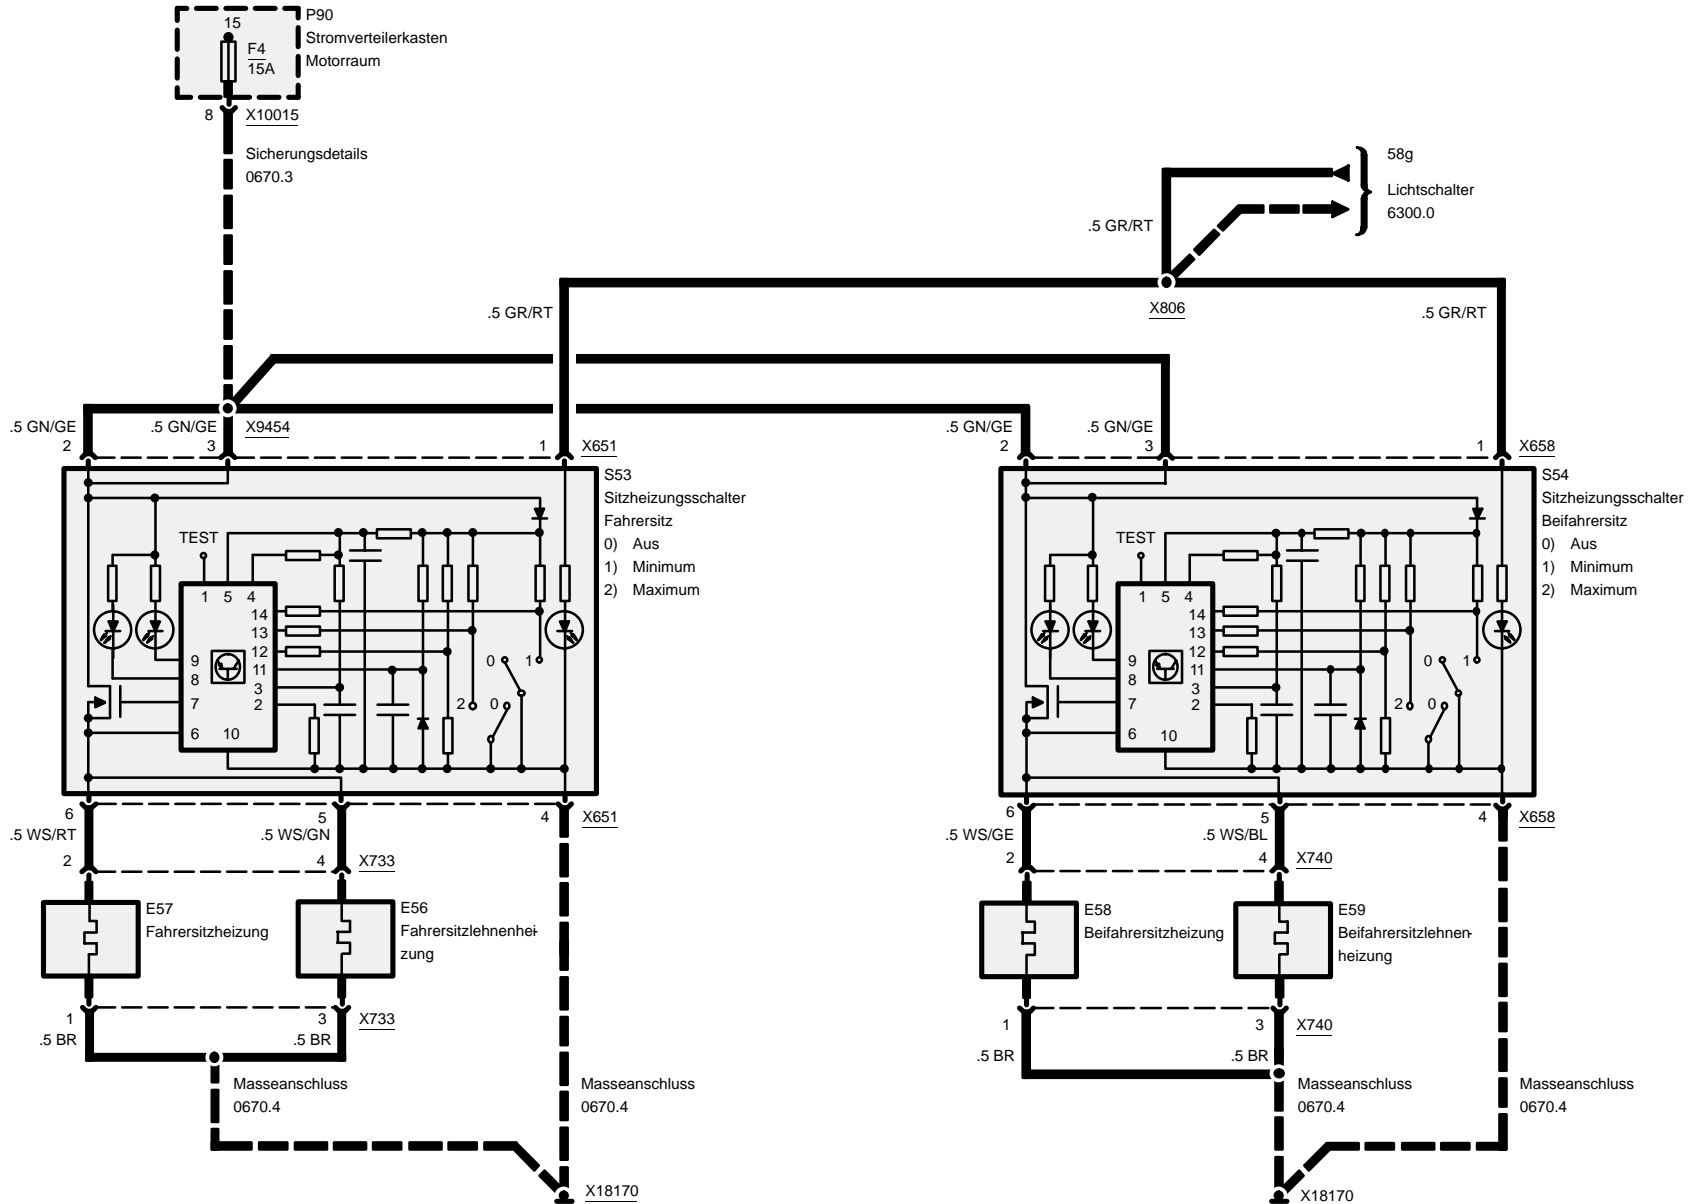 P90
15
Stromverteilerkasten
F4
Motorraum
15A
8 X10015
Sicherungsdetails
0670.3
58g
Lichtschalter
6300.0
.5 GR/RT
X806
.5 GR/RT
.5 GR/RT
.5 GN/GE
.5 GN/GE
X9454
.5 GN/GE
.5 GN/GE
2
3
1
X651
2
3
1
X658
S53
Sitzheizungsschalter
Fahrersitz
0) Aus
1) Minimum
2) Maximum
TEST
1 5 4
14
13
12
11
3
2
9
8
7
6
10
0
1
2
0
S54
Sitzheizungsschalter
Beifahrersitz
0) Aus
1) Minimum
2) Maximum
TEST
1 5 4
14
13
12
11
3
2
9
8
7
6
10
0
1
2
0
6
5
4
X651
.5 WS/RT
.5 WS/GN
2
4
X733
6
5
4
X658
.5 WS/GE
.5 WS/BL
2
4
X740
E57
Fahrersitzheizung
E56
Fahrersitzlehnenhei-
zung
E58
Beifahrersitzheizung
E59
Beifahrersitzlehnen-
heizung
1
3
X733
.5 BR
.5 BR
1
3
X740
.5 BR
.5 BR
Masseanschluss
0670.4
Masseanschluss
0670.4
Masseanschluss
0670.4
Masseanschluss
0670.4
X18170
X18170